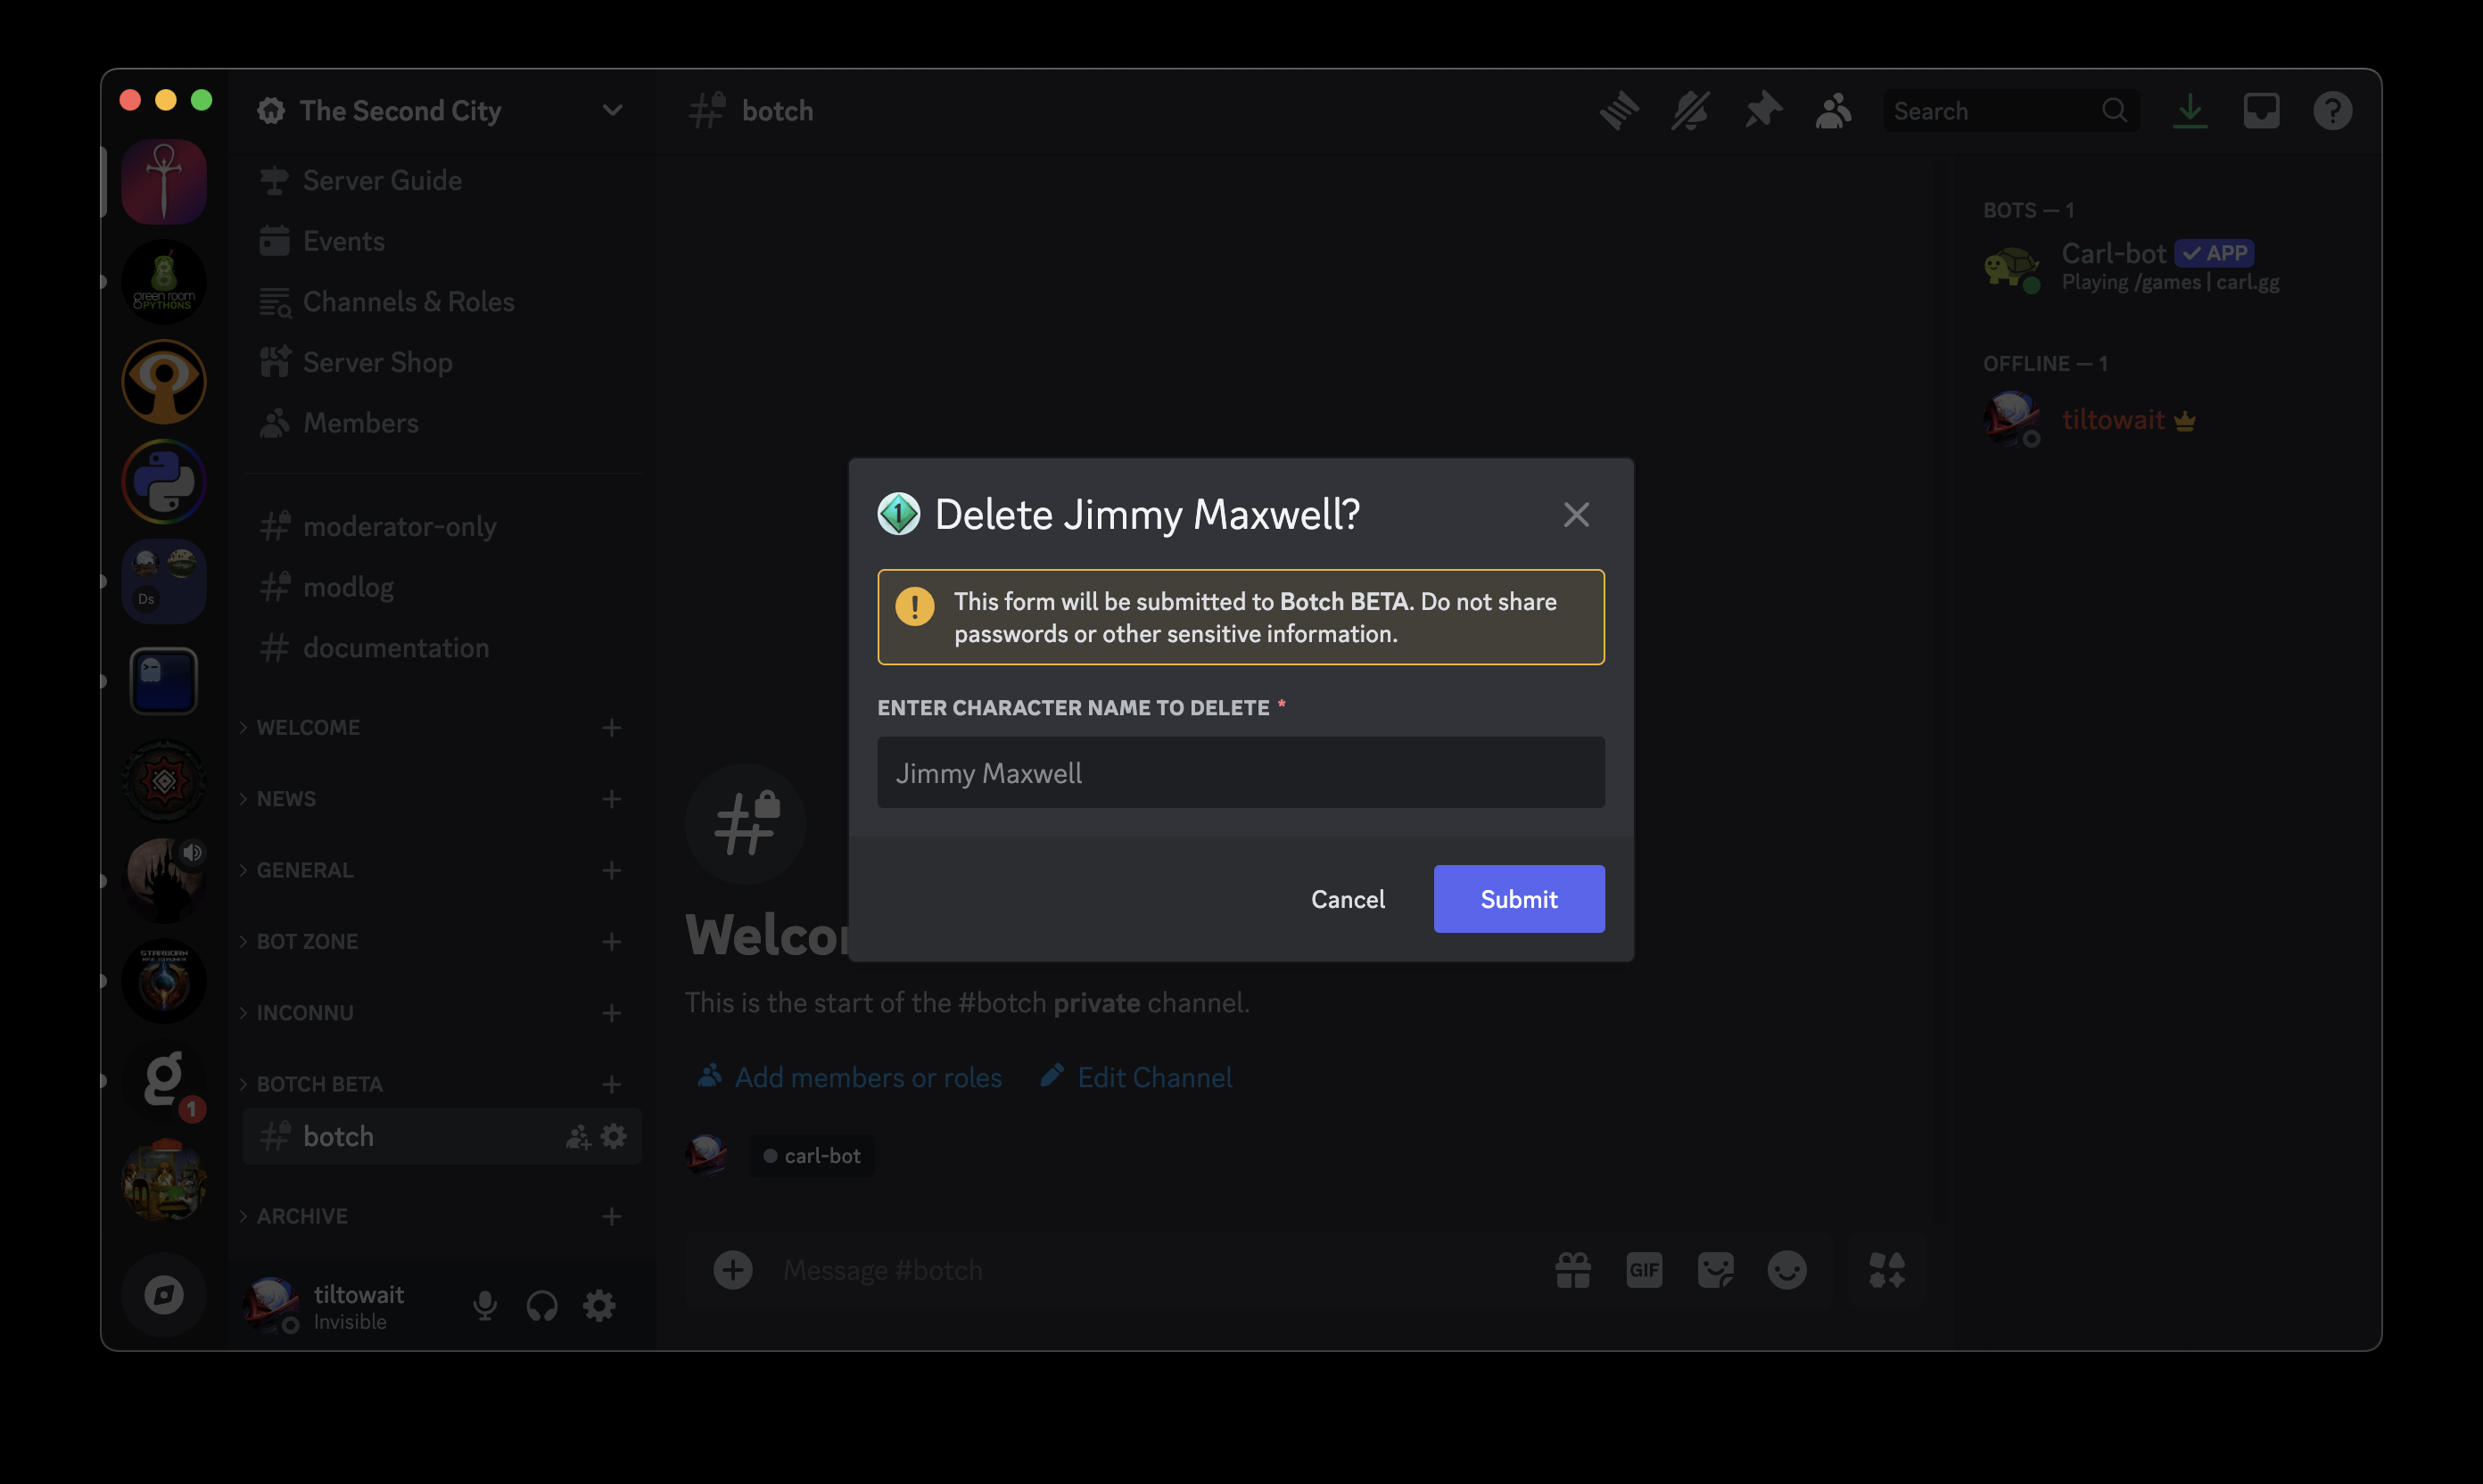 The Second City
botch
Search
Server Guide
Events
Channels & Roles
Server Shop
Members
moderator-only
modlog
documentation
WELCOME
NEWS
GENERAL
BOT ZONE
INCONNU
BOTCH BETA
botch
ARCHIVE
tiltowait
Invisible
green room
PYTHONS
Ds
STARBORN
g
1
Delete Jimmy Maxwell?
This form will be submitted to Botch BETA. Do not share
passwords or other sensitive information.
ENTER CHARACTER NAME TO DELETE *
Jimmy Maxwell
Cancel
Submit
Welcom
This is the start of the #botch private channel.
Add members or roles
Edit Channel
carl-bot
Message #botch
GIF
BOTS — 1
Carl-bot
APP
Playing /games | carl.gg
OFFLINE — 1
tiltowait